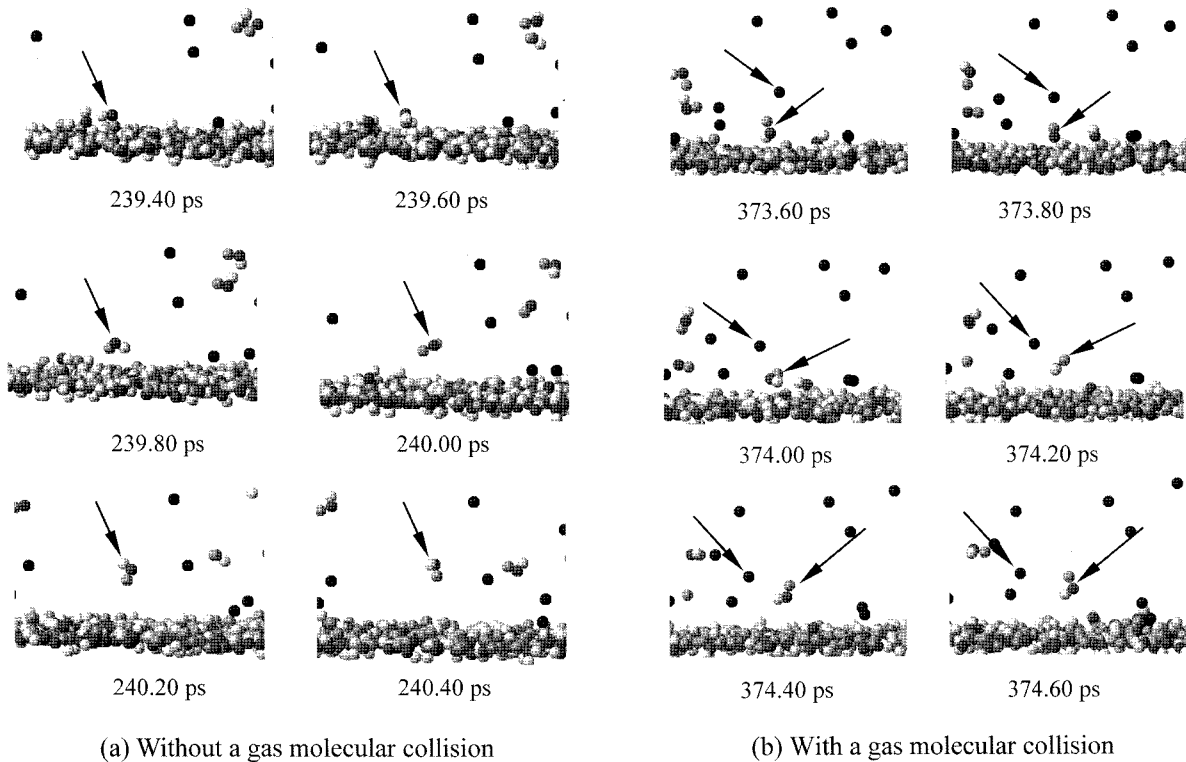 239.40 ps
239.60 ps
373.60 ps
373.80 ps
239.80 ps
240.00 ps
374.00 ps
374.20 ps
240.20 ps
240.40 ps
374.40 ps
374.60 ps
(a) Without a gas molecular collision
(b) With a gas molecular collision